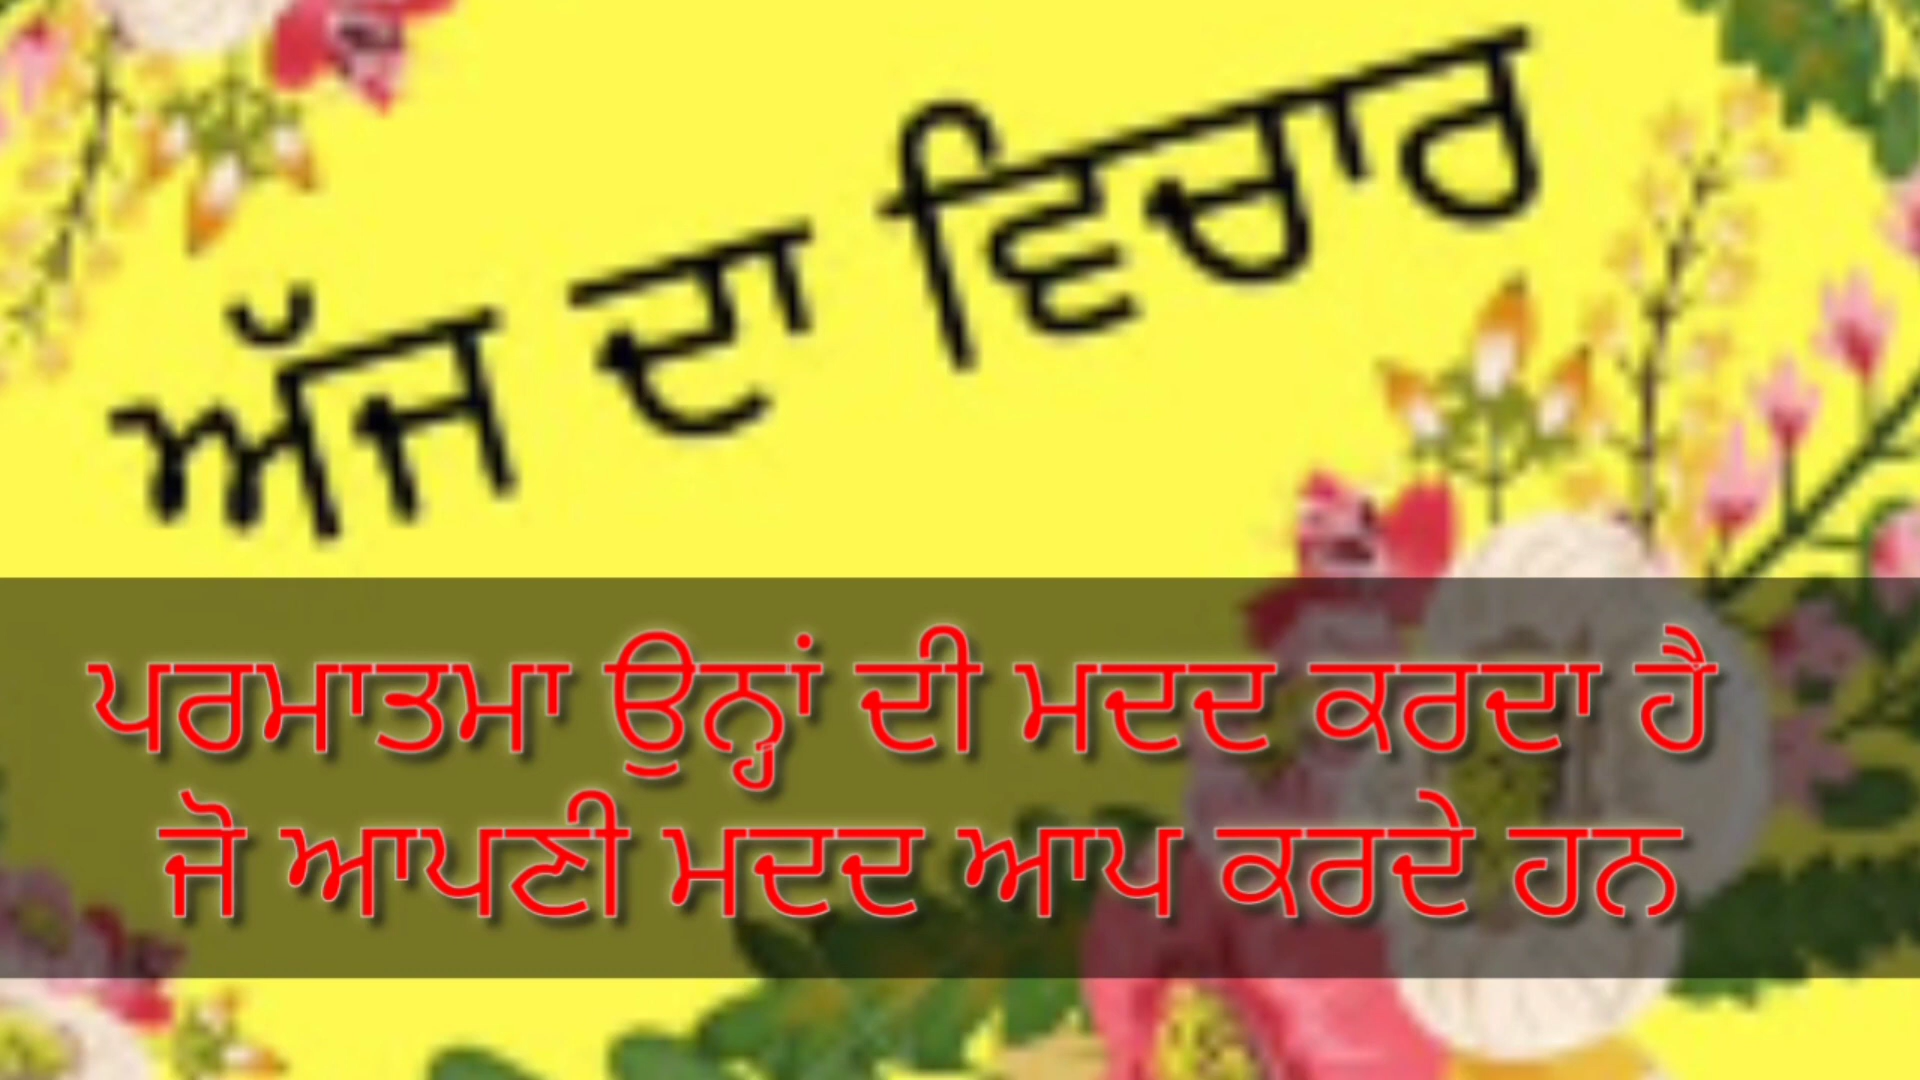 ਅੱਜ ਦਾ ਵਿਚਾਰ
ਪਰਮਾਤਮਾ ਉਨ੍ਹਾਂ ਦੀ ਮਦਦ ਕਰਦਾ ਹੈ
ਜੋ ਆਪਣੀ ਮਦਦ ਆਪ ਕਰਦੇ ਹਨ